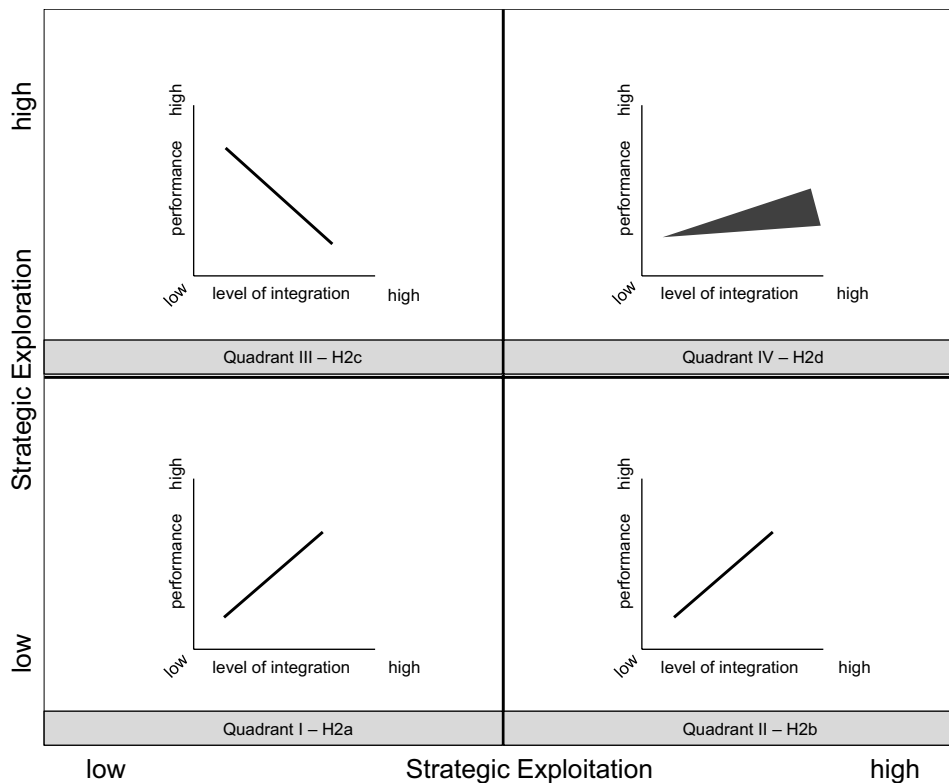 Strategic Exploration
high
low
high
performance
low
level of integration
high
Quadrant III – H2c
high
performance
low
level of integration
high
Quadrant IV – H2d
high
performance
low
level of integration
high
Quadrant I – H2a
high
performance
low
level of integration
high
Quadrant II – H2b
low
Strategic Exploitation
high